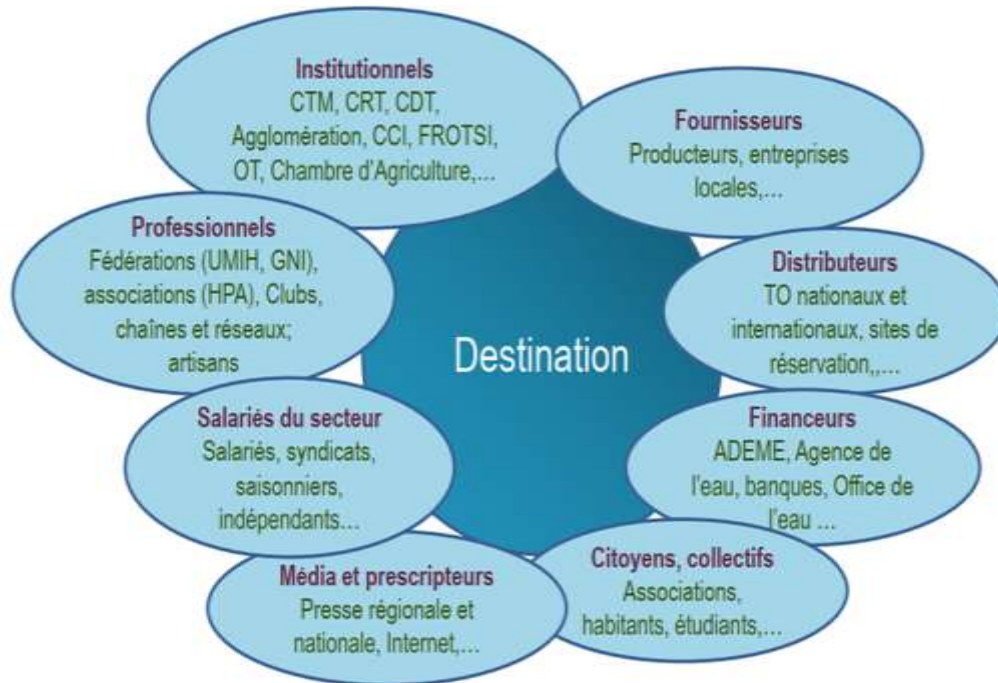 Institutionnels
CTM, CRT, CDT,
Agglomération, CCI, FROTSI,
OT, Chambre d'Agriculture,…
Fournisseurs
Producteurs, entreprises
locales,…
Professionnels
Fédérations (UMIH, GNI),
associations (HPA), Clubs,
chaînes et réseaux;
artisans
Distributeurs
TO nationaux et
internationaux, sites de
réservation,,…
Destination
Salariés du secteur
Salariés, syndicats,
saisonniers,
indépendants…
Financeurs
ADEME, Agence de
l'eau, banques, Office de
l'eau …
Média et prescripteurs
Presse régionale et
nationale, Internet,…
Citoyens, collectifs
Associations,
habitants, étudiants,…